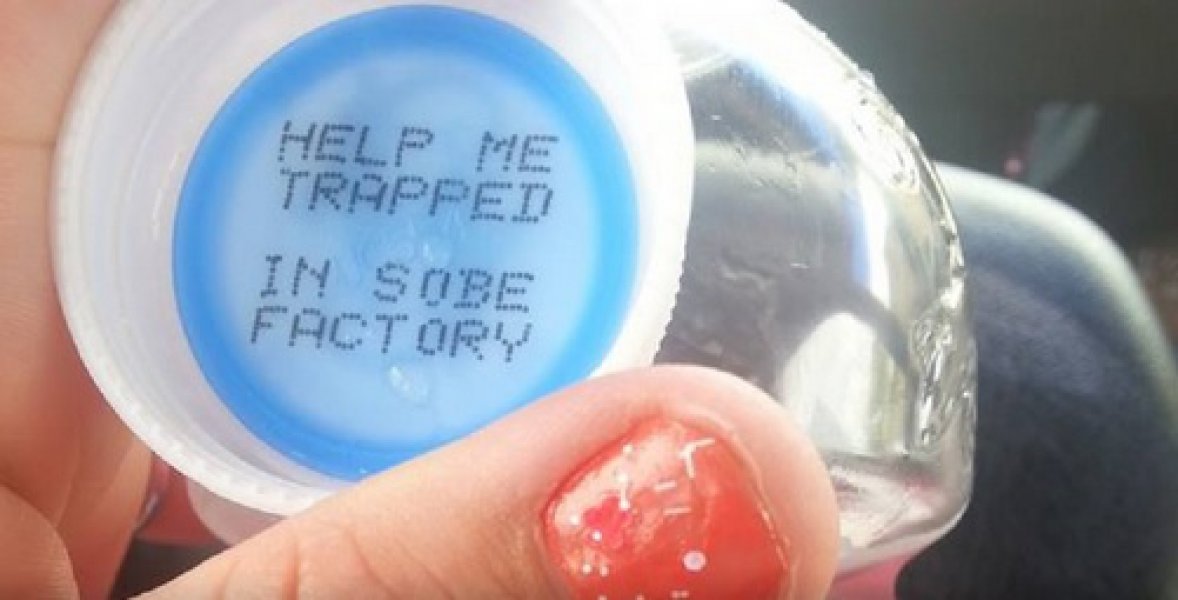 HELP ME
TRAPPED
IN SOBE
FACTORY